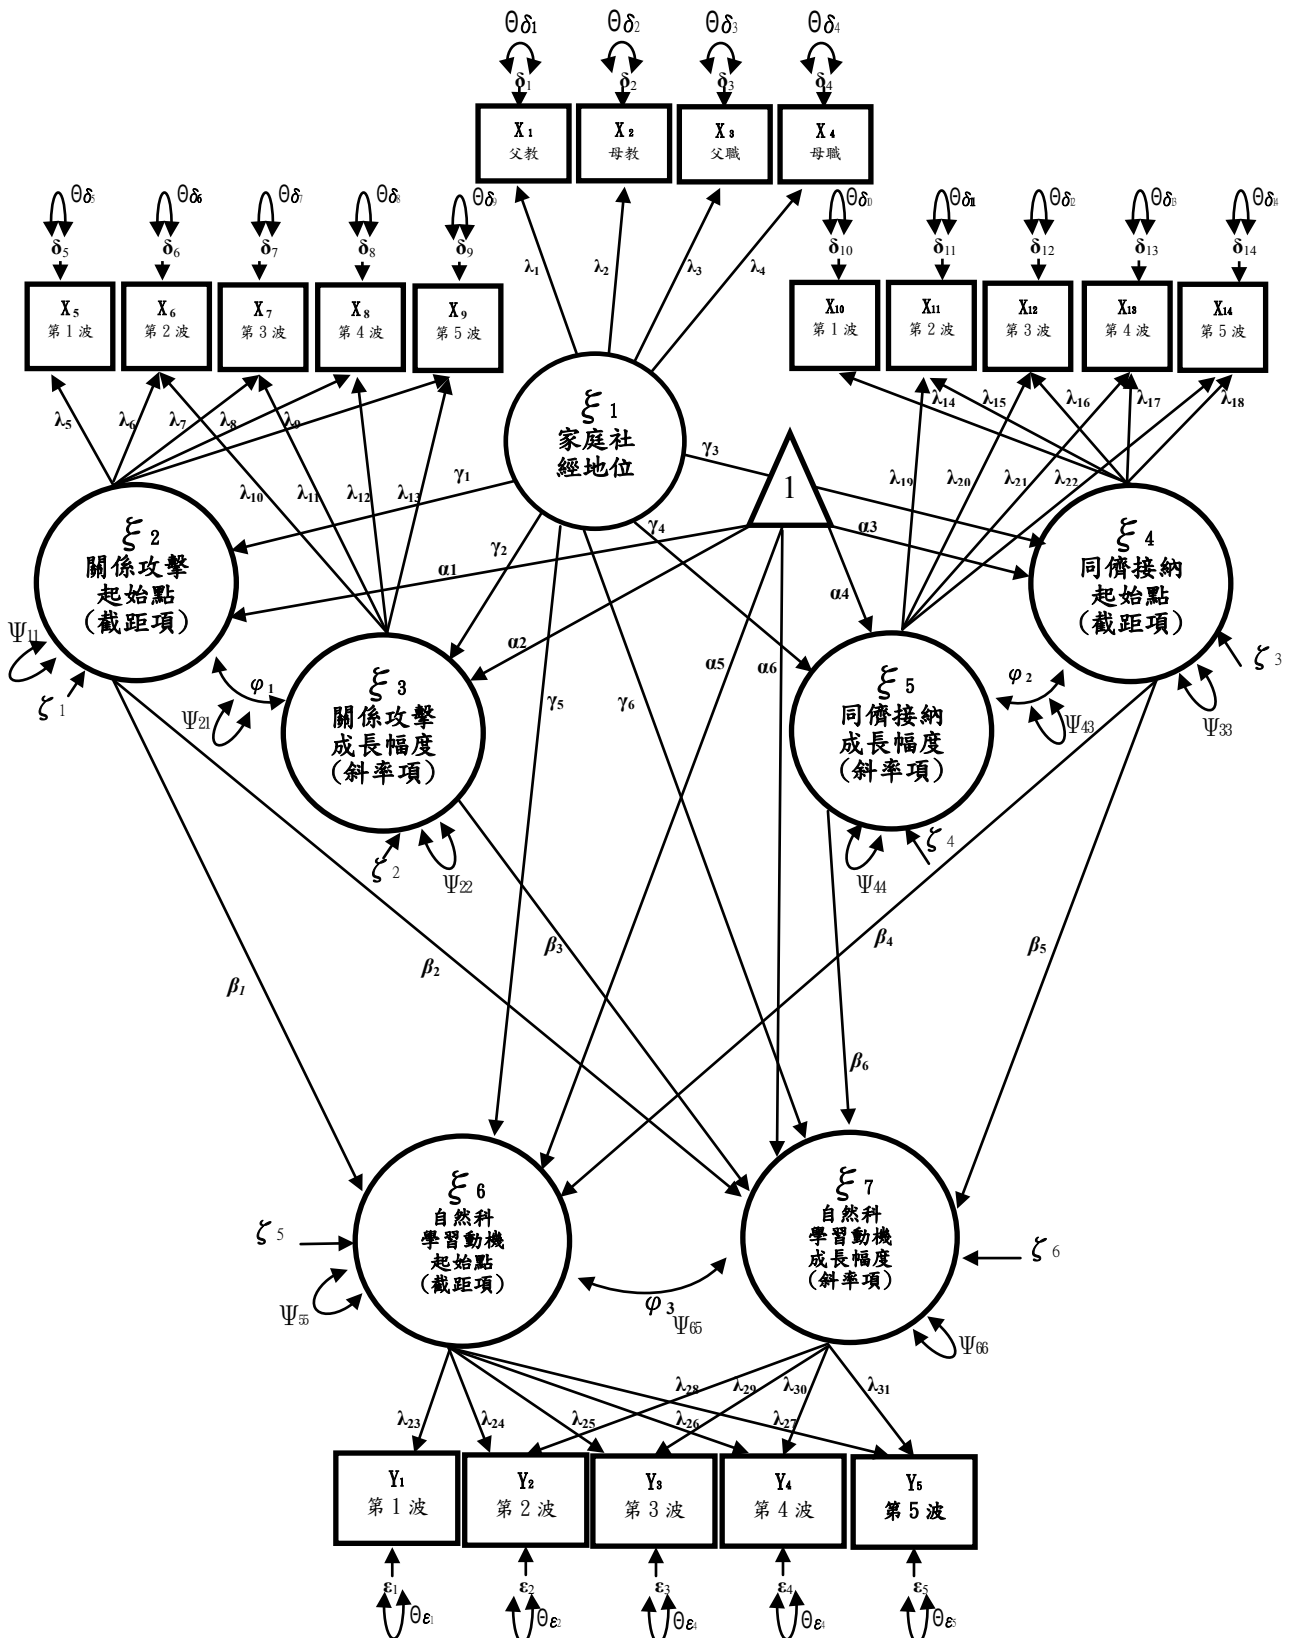 Θδ1 Θδ2 Θδ3 Θδ4
δ1 δ2 δ3 δ4
X1 X2 X3 X4
父教 母教 父職 母職
Θδ5 Θδ6 Θδ7 Θδ8 Θδ9 Θδ10 Θδ11 Θδ12 Θδ13 Θδ14
δ5 δ6 δ7 δ8 δ9 δ10 δ11 δ12 δ13 δ14
λ1 λ2 λ3 λ4
X5 X6 X7 X8 X9 X10 X11 X12 X13 X14
第1波 第2波 第3波 第4波 第5波 第1波 第2波 第3波 第4波 第5波
λ5 λ6 λ7 λ8 λ9 λ14 λ15 λ16 λ17 λ18
ξ1
家庭社
經地位
γ3
λ10 λ11 λ12 λ13 λ19 λ20 λ21 λ22
γ1
1
γ4 α3
γ2
α1
α4
ξ2
關係攻擊
起始點
(截距項)
ξ4
同儕接納
起始點
(截距項)
Ψ11
ζ1
φ1
Ψ21
α2 α5 α6
γ5 γ6
ξ3
關係攻擊
成長幅度
(斜率項)
ξ5
同儕接納
成長幅度
(斜率項)
φ2
Ψ43
ζ3
Ψ33
ζ2
Ψ22
Ψ44
ζ4
β1 β2 β3 β4 β5
β6
ξ6
自然科
學習動機
起始點
(截距項)
ξ7
自然科
學習動機
成長幅度
(斜率項)
ζ5
Ψ55
φ3
Ψ65
ζ6
Ψ66
λ28 λ29 λ30 λ31
λ23 λ24 λ25 λ26 λ27
Y1 Y2 Y3 Y4 Y5
第1波 第2波 第3波 第4波 第5波
ε1 ε2 ε3 ε4 ε5
Θε1 Θε2 Θε4 Θε4 Θε5